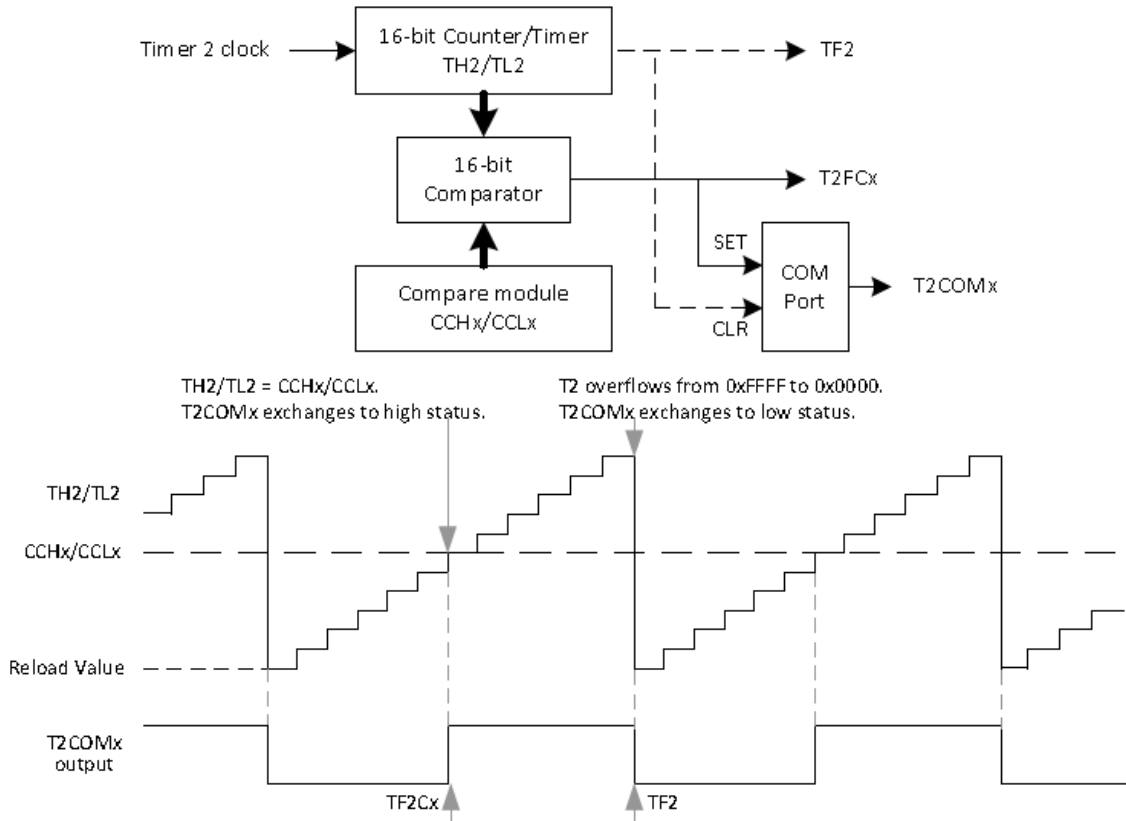 Timer 2 clock
16-bit Counter/Timer
TH2/TL2
TF2
16-bit
Comparator
T2FCx
SET
COM
Port
T2COMx
Compare module
CCHx/CCLx
CLR
TH2/TL2 = CCHx/CCLx.
T2COMx exchanges to high status.
T2 overflows from 0xFFFF to 0x0000.
T2COMx exchanges to low status.
TH2/TL2
CCHx/CCLx
Reload Value
T2COMx
output
TF2Cx
TF2